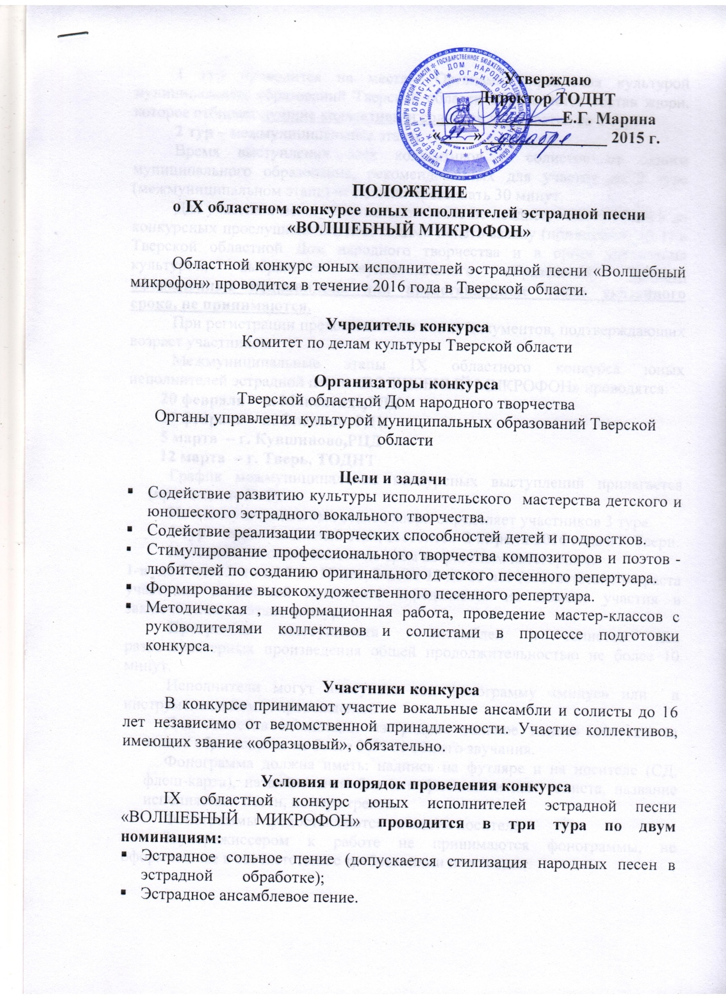 Утверждаю
Директор ТОДНТ
Е.Г. Марина
«21» декабря 2015 г.
ПОЛОЖЕНИЕ
о IX областном конкурсе юных исполнителей эстрадной песни
«ВОЛШЕБНЫЙ МИКРОФОН»
Областной конкурс юных исполнителей эстрадной песни «Волшебный
микрофон» проводится в течение 2016 года в Тверской области.
Учредитель конкурса
Комитет по делам культуры Тверской области
Организаторы конкурса
Тверской областной Дом народного творчества
Органы управления культурой муниципальных образований Тверской
области
Цели и задачи
▪ Содействие развитию культуры исполнительского мастерства детского и
юношеского эстрадного вокального творчества.
▪ Содействие реализации творческих способностей детей и подростков.
▪ Стимулирование профессионального творчества композиторов и поэтов -
любителей по созданию оригинального детского песенного репертуара.
▪ Формирование высокохудожественного песенного репертуара.
▪ Методическая , информационная работа, проведение мастер-классов с
руководителями коллективов и солистами в процессе подготовки
конкурса.
Участники конкурса
В конкурсе принимают участие вокальные ансамбли и солисты до 16
лет независимо от ведомственной принадлежности. Участие коллективов,
имеющих звание «образцовый», обязательно.
Условия и порядок проведения конкурса
IX областной конкурс юных исполнителей эстрадной песни
«ВОЛШЕБНЫЙ МИКРОФОН» проводится в три тура по двум
номинациям:
▪ Эстрадное сольное пение (допускается стилизация народных песен в
эстрадной обработке);
▪ Эстрадное ансамблевое пение.